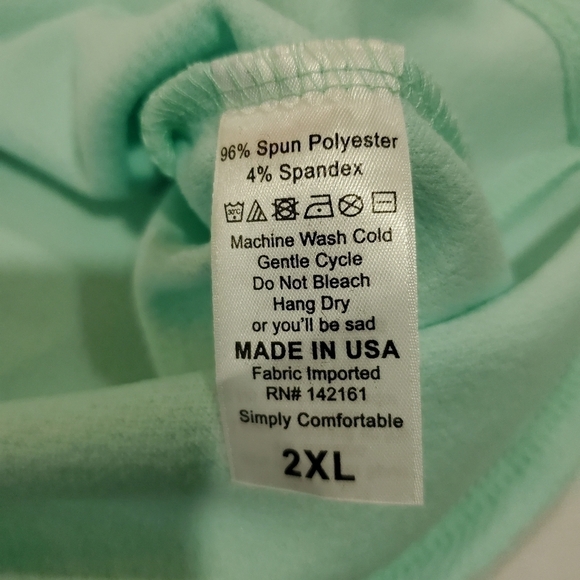 96% Spun Polyester
4% Spandex
30°C
Machine Wash Cold
Gentle Cycle
Do Not Bleach
Hang Dry
or you'll be sad
MADE IN USA
Fabric Imported
RN# 142161
Simply Comfortable
2XL